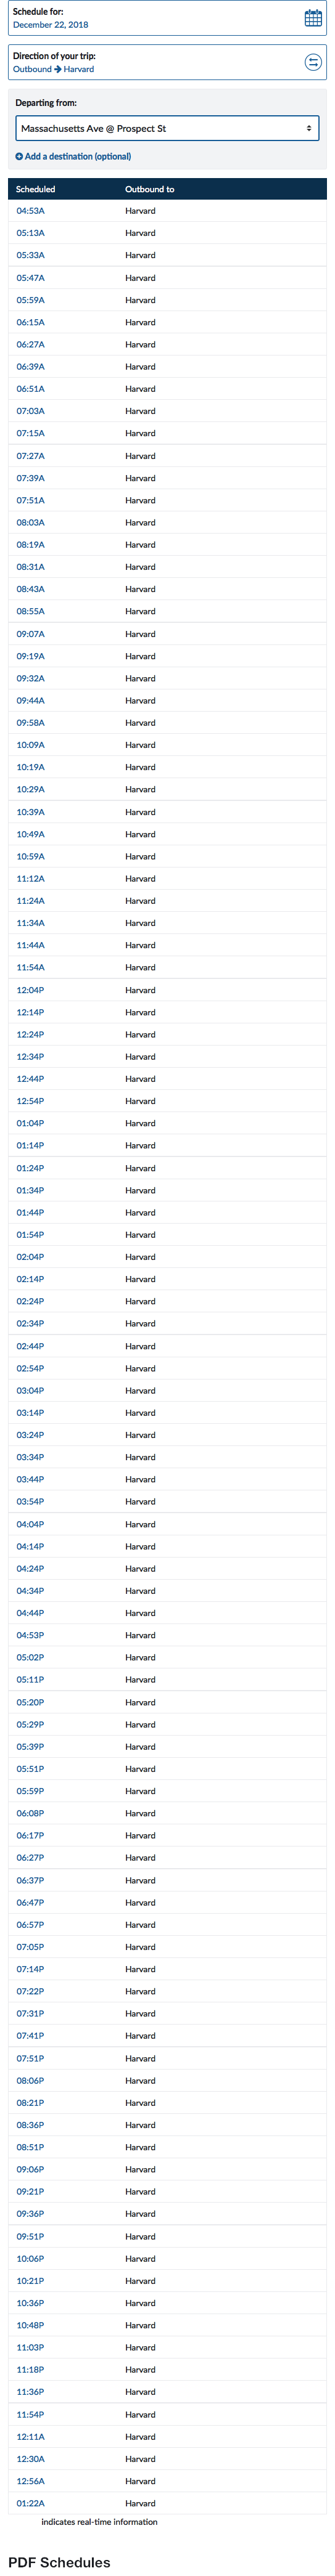 Schedule for:
December 22, 2018
Direction of your trip:
Outbound → Harvard
Departing from:
Massachusetts Ave @ Prospect St
Add a destination (optional)
Scheduled Outbound to
04:53A Harvard
05:13A Harvard
05:33A Harvard
05:47A Harvard
05:59A Harvard
06:15A Harvard
06:27A Harvard
06:39A Harvard
06:51A Harvard
07:03A Harvard
07:15A Harvard
07:27A Harvard
07:39A Harvard
07:51A Harvard
08:03A Harvard
08:19A Harvard
08:31A Harvard
08:43A Harvard
08:55A Harvard
09:07A Harvard
09:19A Harvard
09:32A Harvard
09:44A Harvard
09:58A Harvard
10:09A Harvard
10:19A Harvard
10:29A Harvard
10:39A Harvard
10:49A Harvard
10:59A Harvard
11:12A Harvard
11:24A Harvard
11:34A Harvard
11:44A Harvard
11:54A Harvard
12:04P Harvard
12:14P Harvard
12:24P Harvard
12:34P Harvard
12:44P Harvard
12:54P Harvard
01:04P Harvard
01:14P Harvard
01:24P Harvard
01:34P Harvard
01:44P Harvard
01:54P Harvard
02:04P Harvard
02:14P Harvard
02:24P Harvard
02:34P Harvard
02:44P Harvard
02:54P Harvard
03:04P Harvard
03:14P Harvard
03:24P Harvard
03:34P Harvard
03:44P Harvard
03:54P Harvard
04:04P Harvard
04:14P Harvard
04:24P Harvard
04:34P Harvard
04:44P Harvard
04:53P Harvard
05:02P Harvard
05:11P Harvard
05:20P Harvard
05:29P Harvard
05:39P Harvard
05:51P Harvard
05:59P Harvard
06:08P Harvard
06:17P Harvard
06:27P Harvard
06:37P Harvard
06:47P Harvard
06:57P Harvard
07:05P Harvard
07:14P Harvard
07:22P Harvard
07:31P Harvard
07:41P Harvard
07:51P Harvard
08:06P Harvard
08:21P Harvard
08:36P Harvard
08:51P Harvard
09:06P Harvard
09:21P Harvard
09:36P Harvard
09:51P Harvard
10:06P Harvard
10:21P Harvard
10:36P Harvard
10:48P Harvard
11:03P Harvard
11:18P Harvard
11:36P Harvard
11:54P Harvard
12:11A Harvard
12:30A Harvard
12:56A Harvard
01:22A Harvard
indicates real-time information
PDF Schedules